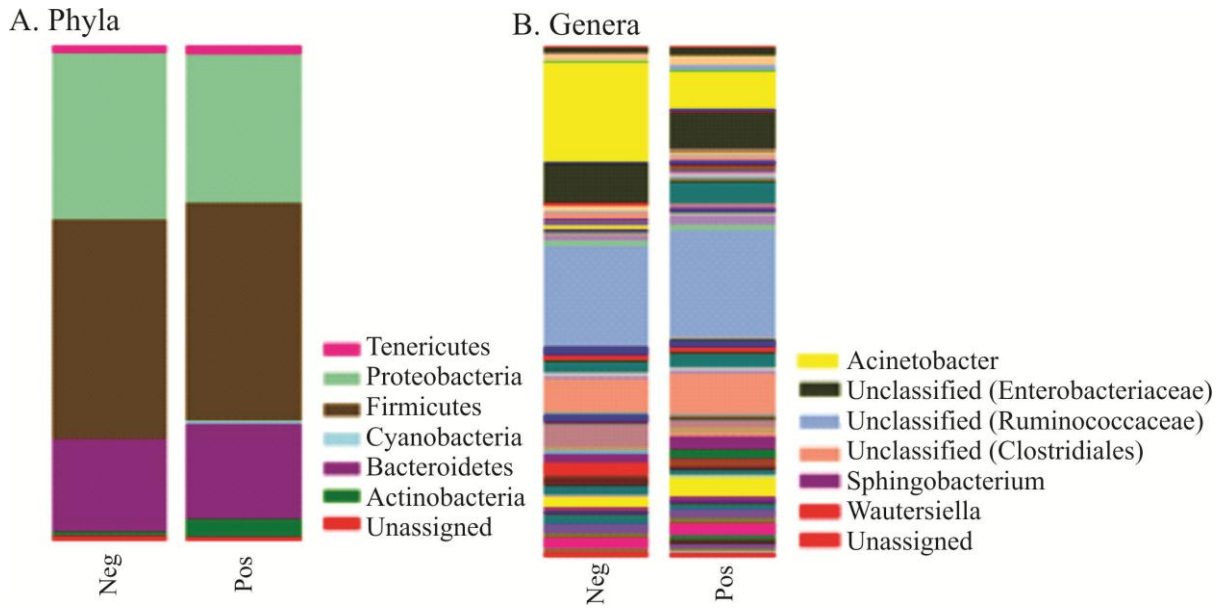 A. Phyla
Neg
Pos
Tenericutes
Proteobacteria
Firmicutes
Cyanobacteria
Bacteroidetes
Actinobacteria
Unassigned
B. Genera
Neg
Pos
Acinetobacter
Unclassified (Enterobacteriaceae)
Unclassified (Ruminococcaceae)
Unclassified (Clostridiales)
Sphingobacterium
Wautersiella
Unassigned